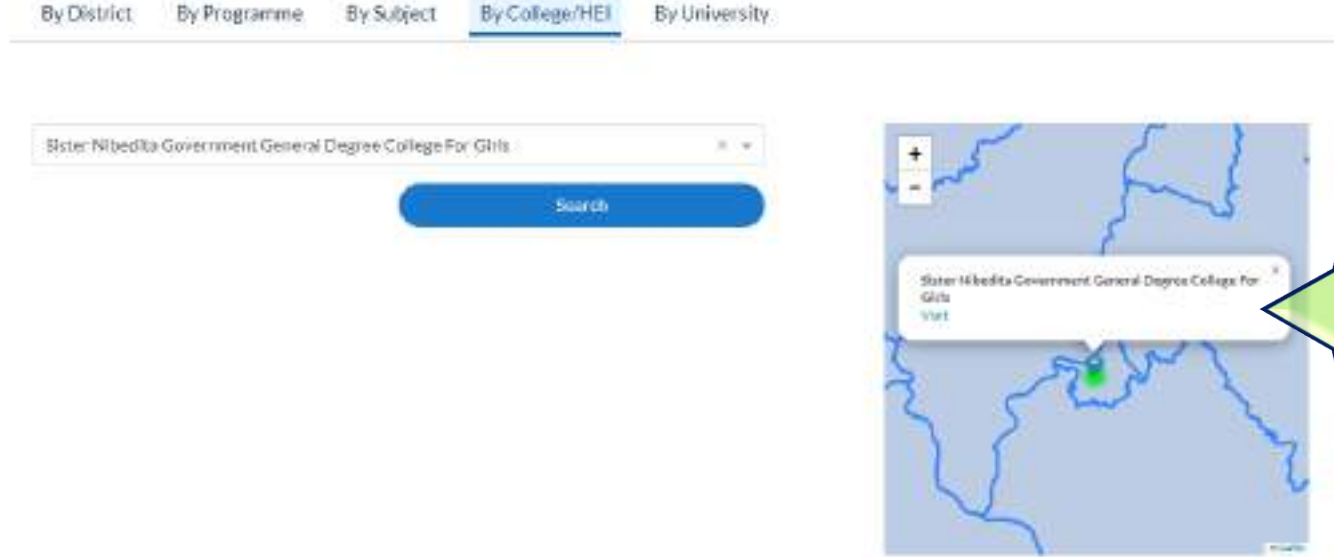 By District By Programme By Subject By College/HEI By University
Sister Nibedita Government General Degree College For Girls
Search
+
−
Sister Nibedita Government General Degree College For
Girls
Visit